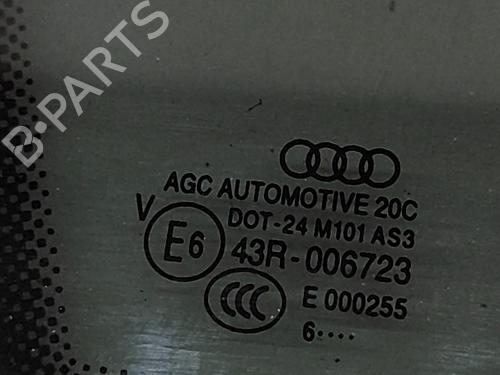 B-PARTS
AGC AUTOMOTIVE 20C
DOT-24 M101 AS3
V
E6 43R-006723
CCC E 000255
6····